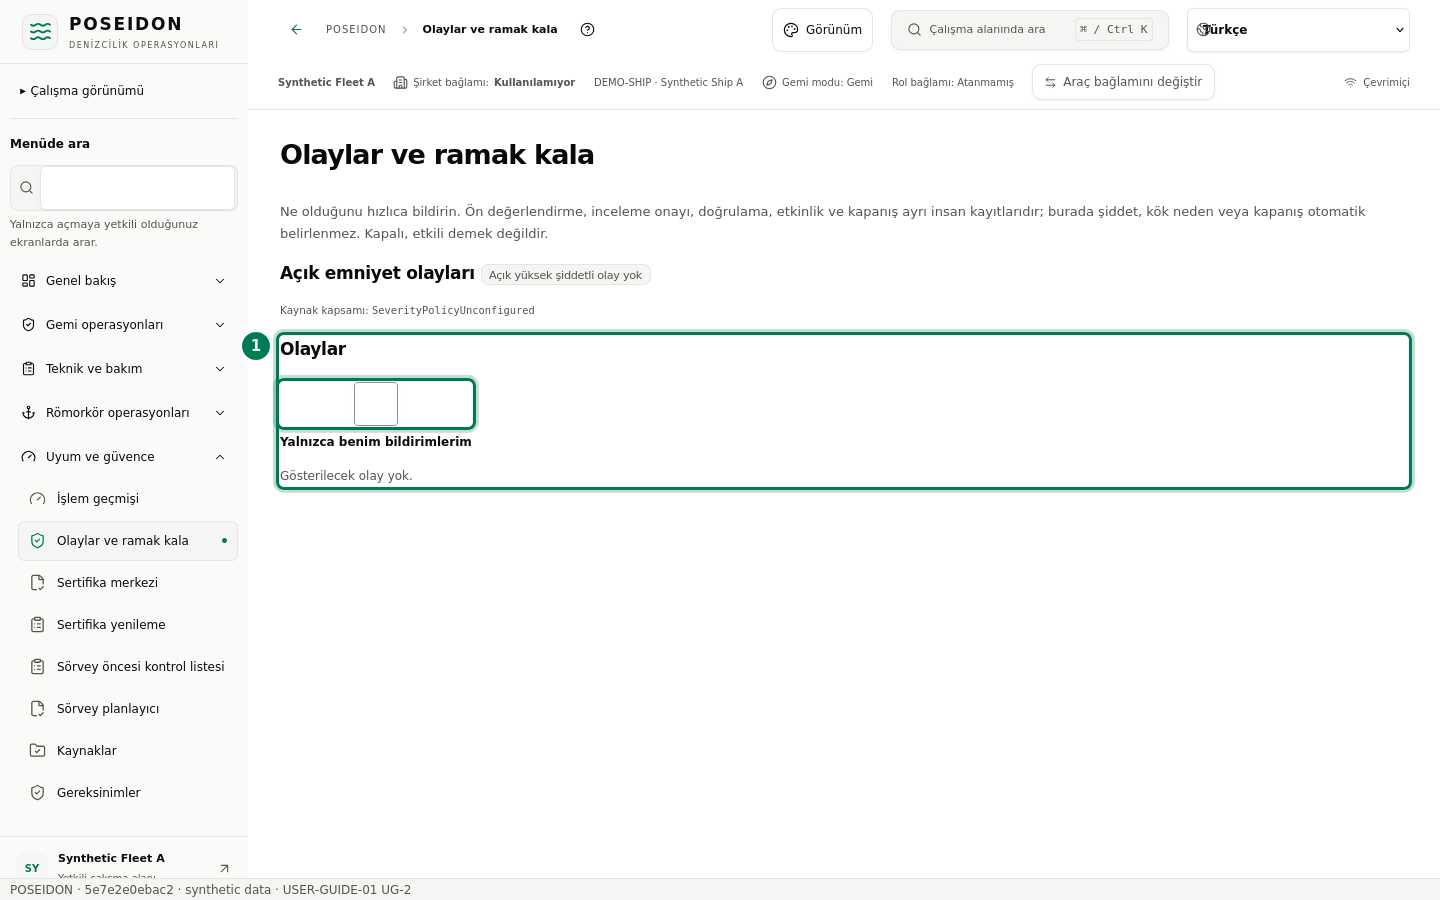 POSEIDON
DENİZCİLİK OPERASYONLARI
Çalışma görünümü
Menüde ara
Yalnızca açmaya yetkili olduğunuz
ekranlarda arar.
Genel bakış
Gemi operasyonları
Teknik ve bakım
Römorkör operasyonları
Uyum ve güvence
İşlem geçmişi
Olaylar ve ramak kala
Sertifika merkezi
Sertifika yenileme
Sörvey öncesi kontrol listesi
Sörvey planlayıcı
Kaynaklar
Gereksinimler
SY
Synthetic Fleet A
Yetkili çalışma alanı
POSEIDON
Olaylar ve ramak kala
Görünüm
Çalışma alanında ara
⌘ / Ctrl K
Türkçe
Synthetic Fleet A
Şirket bağlamı: Kullanılamıyor
DEMO-SHIP · Synthetic Ship A
Gemi modu: Gemi
Rol bağlamı: Atanmamış
Araç bağlamını değiştir
Çevrimiçi
Olaylar ve ramak kala
Ne olduğunu hızlıca bildirin. Ön değerlendirme, inceleme onayı, doğrulama, etkinlik ve kapanış ayrı insan kayıtlarıdır; burada şiddet, kök neden veya kapanış otomatik
belirlenmez. Kapalı, etkili demek değildir.
Açık emniyet olayları
Açık yüksek şiddetli olay yok
Kaynak kapsamı: SeverityPolicyUnconfigured
1
Olaylar
Yalnızca benim bildirimlerim
Gösterilecek olay yok.
POSEIDON · 5e7e2e0ebac2 · synthetic data · USER-GUIDE-01 UG-2